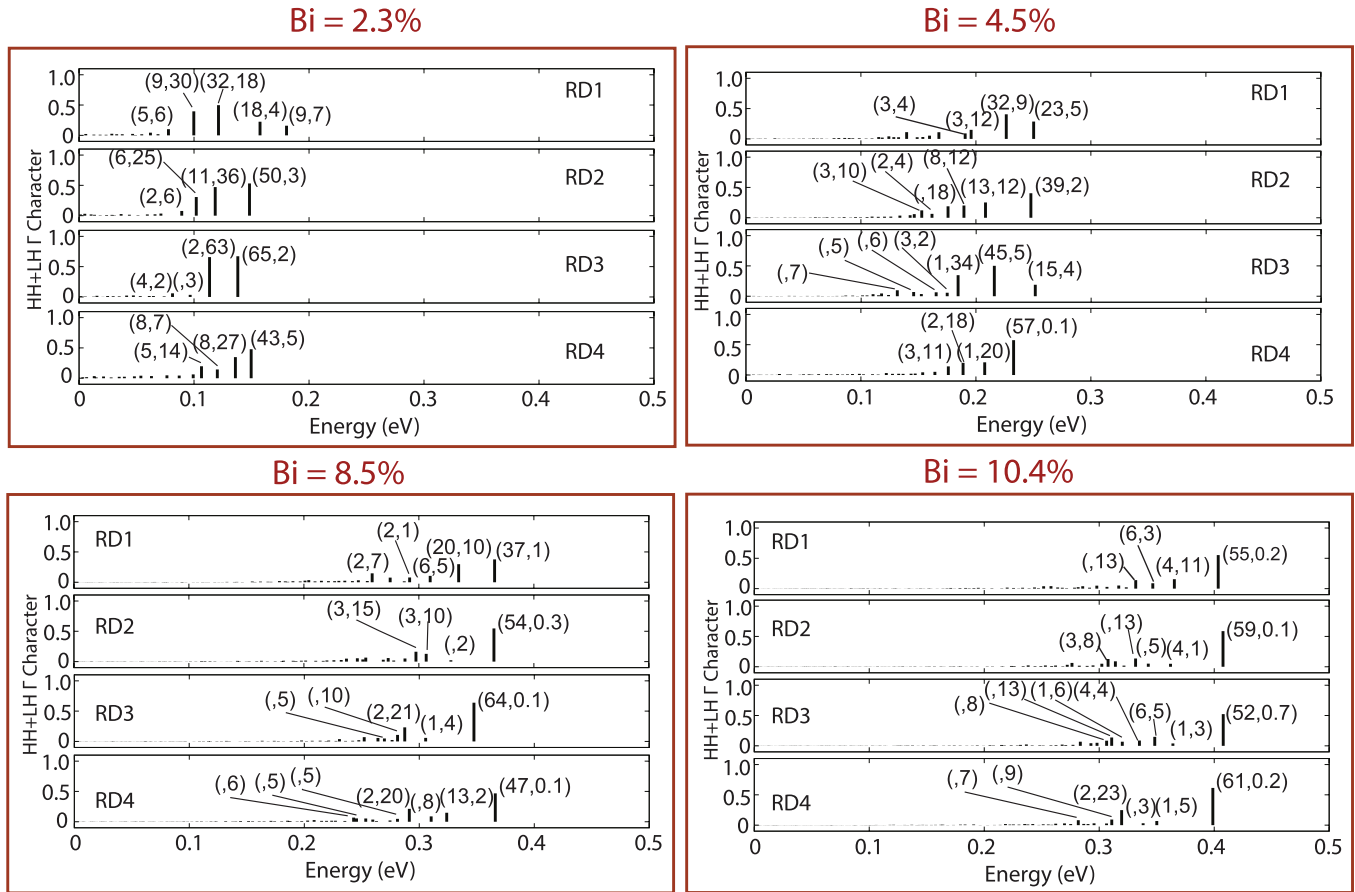 Bi = 2.3%
HH+LH Γ Character
1.0
0.5
0
(5,6) (9,30) (32,18) (18,4) (9,7)
RD1
1.0
0.5
0
(2,6) (6,25) (11,36) (50,3)
RD2
1.0
0.5
0
(4,2) (,3) (2,63) (65,2)
RD3
1.0
0.5
0
(5,14) (8,7) (8,27) (43,5)
RD4
0 0.1 0.2 0.3 0.4 0.5
Energy (eV)
Bi = 4.5%
HH+LH Γ Character
1.0
0.5
0
(3,4) (3,12) (32,9) (23,5)
RD1
1.0
0.5
0
(3,10) (2,4) (,18) (8,12) (13,12) (39,2)
RD2
1.0
0.5
0
(,7) (,5) (,6) (3,2) (1,34) (45,5) (15,4)
RD3
1.0
0.5
0
(3,11) (2,18) (1,20) (57,0.1)
RD4
0 0.1 0.2 0.3 0.4 0.5
Energy (eV)
Bi = 8.5%
HH+LH Γ Character
1.0
0.5
0
RD1
(2,7) (2,1) (6,5) (20,10) (37,1)
1.0
0.5
0
RD2
(3,15) (3,10) (,2) (54,0.3)
1.0
0.5
0
RD3
(,5) (,10) (2,21) (1,4) (64,0.1)
1.0
0.5
0
RD4
(,6) (,5) (,5) (2,20) (,8) (13,2) (47,0.1)
0 0.1 0.2 0.3 0.4 0.5
Energy (eV)
Bi = 10.4%
HH+LH Γ Character
1.0
0.5
0
RD1
(,13) (6,3) (4,11) (55,0.2)
1.0
0.5
0
RD2
(3,8) (,13) (,5) (4,1) (59,0.1)
1.0
0.5
0
RD3
(,8) (,13) (1,6) (4,4) (6,5) (1,3) (52,0.7)
1.0
0.5
0
RD4
(,7) (,9) (2,23) (,3) (1,5) (61,0.2)
0 0.1 0.2 0.3 0.4 0.5
Energy (eV)